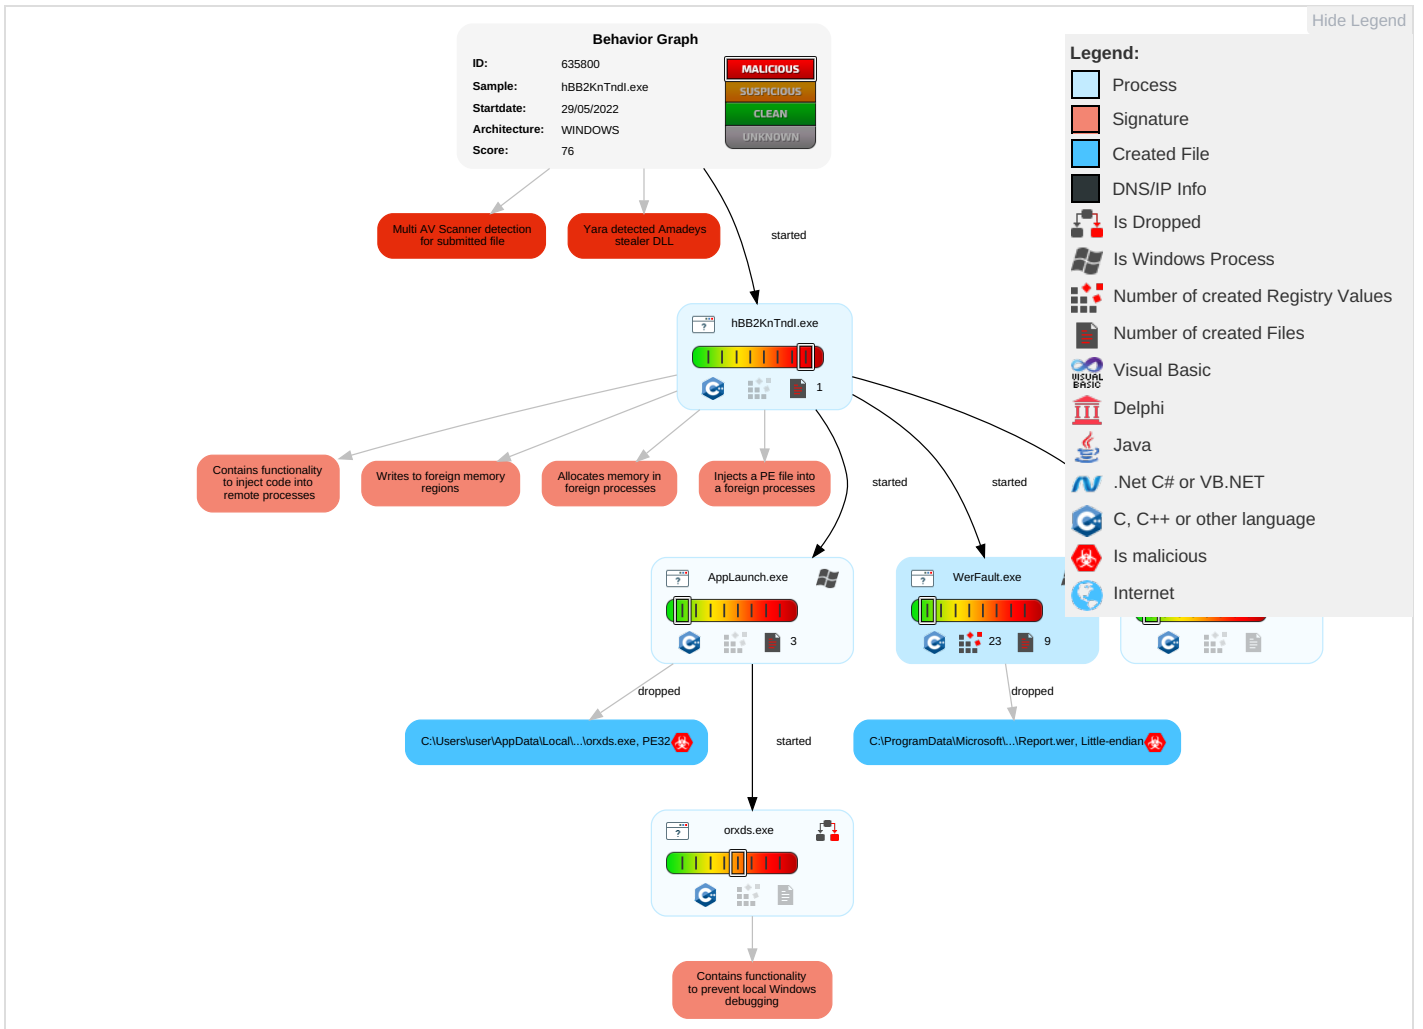 Hide Legend
Behavior Graph
ID: 635800
Sample: hBB2KnTndI.exe
Startdate: 29/05/2022
Architecture: WINDOWS
Score: 76
MALICIOUS
SUSPICIOUS
CLEAN
UNKNOWN
Legend:
Process
Signature
Created File
DNS/IP Info
Is Dropped
Is Windows Process
Number of created Registry Values
Number of created Files
VISUAL
BASIC
Visual Basic
Delphi
Java
.Net C# or VB.NET
C, C++ or other language
Is malicious
Internet
Multi AV Scanner detection
for submitted file
Yara detected Amadeys
stealer DLL
started
hBB2KnTndI.exe
1
Contains functionality
to inject code into
remote processes
Writes to foreign memory
regions
Allocates memory in
foreign processes
Injects a PE file into
a foreign processes
started
started
AppLaunch.exe
3
WerFault.exe
23
9
dropped
started
dropped
C:\Users\user\AppData\Local\...\orxds.exe, PE32
C:\ProgramData\Microsoft\...\Report.wer, Little-endian
orxds.exe
Contains functionality
to prevent local Windows
debugging